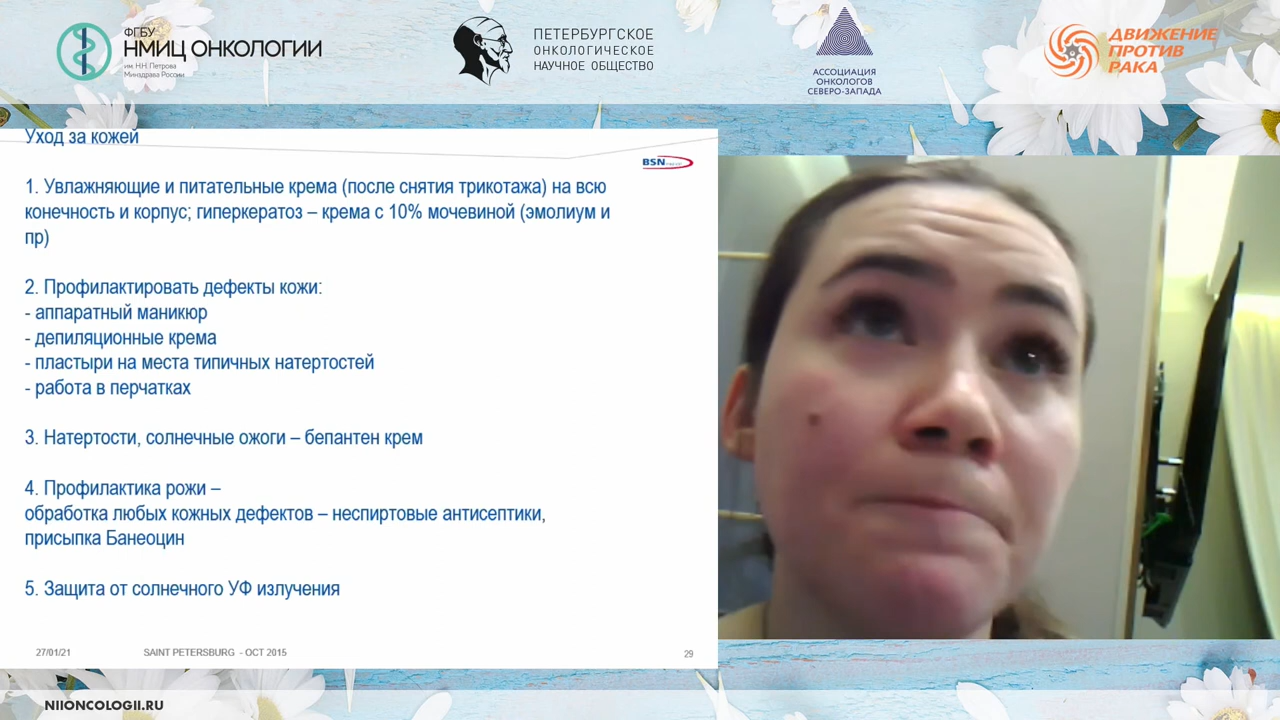 ФГБУ
НМИЦ ОНКОЛОГИИ
им. Н.Н. Петрова
Минздрава России
ПЕТЕРБУРГСКОЕ
ОНКОЛОГИЧЕСКОЕ
НАУЧНОЕ ОБЩЕСТВО
АССОЦИАЦИЯ
ОНКОЛОГОВ
СЕВЕРО-ЗАПАДА
ДВИЖЕНИЕ
ПРОТИВ
РАКА
Уход за кожей
BSN
1. Увлажняющие и питательные крема (после снятия трикотажа) на всю
конечность и корпус; гиперкератоз – крема с 10% мочевиной (эмолиум и
пр)
2. Профилактировать дефекты кожи:
- аппаратный маникюр
- депиляционные крема
- пластыри на места типичных натертостей
- работа в перчатках
3. Натертости, солнечные ожоги – бепантен крем
4. Профилактика рожи –
обработка любых кожных дефектов – неспиртовые антисептики,
присыпка Банеоцин
5. Защита от солнечного УФ излучения
27/01/21 SAINT PETERSBURG - OCT 2015 29
NIIONCOLOGII.RU